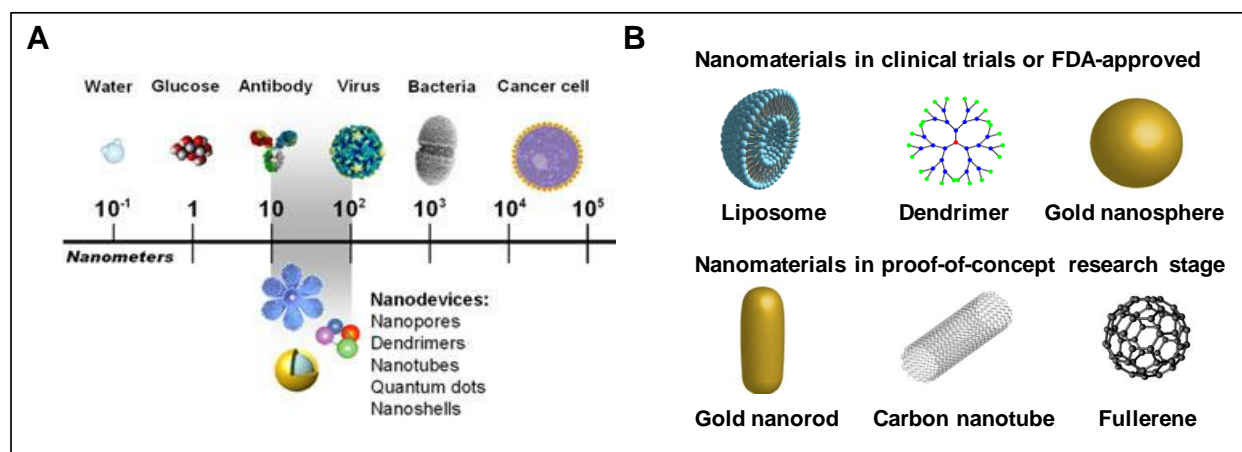 A
Water Glucose Antibody Virus Bacteria Cancer cell
10⁻¹ 1 10 10² 10³ 10⁴ 10⁵
Nanometers
Nanodevices:
Nanopores
Dendrimers
Nanotubes
Quantum dots
Nanoshells
B
Nanomaterials in clinical trials or FDA-approved
Liposome Dendrimer Gold nanosphere
Nanomaterials in proof-of-concept research stage
Gold nanorod Carbon nanotube Fullerene